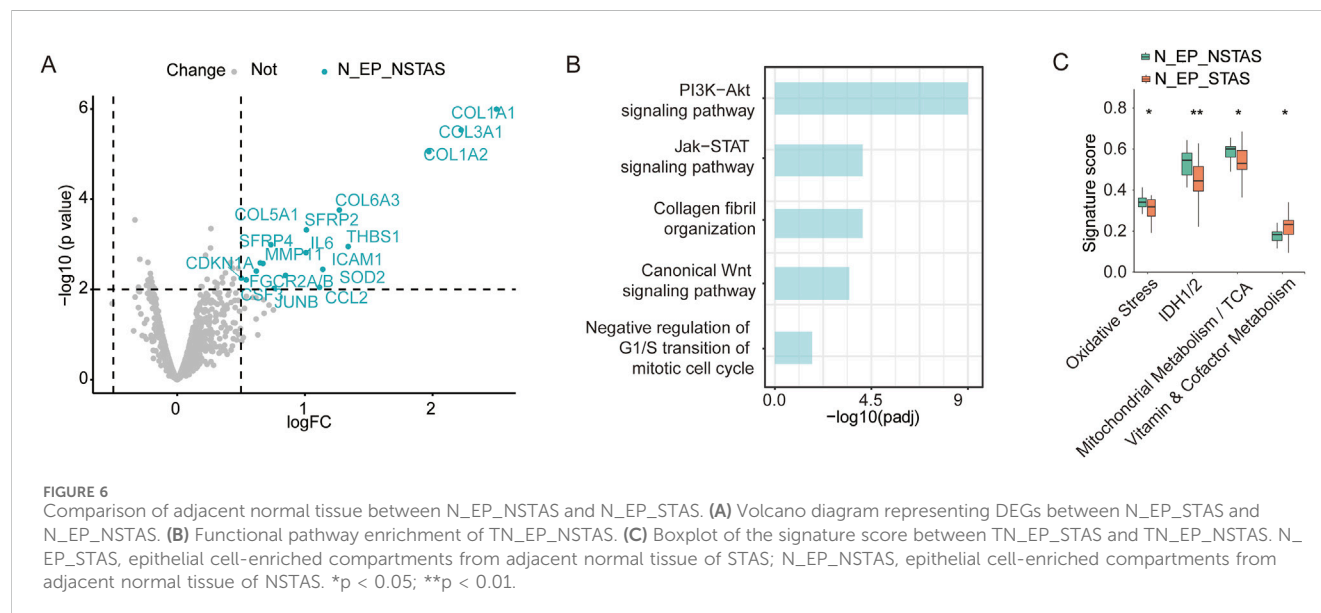 A
Change Not N_EP_NSTAS
−log10 (p value)
6
4
2
0
COL1A1
COL3A1
COL1A2
COL6A3
COL5A1
SFRP2
THBS1
SFRP4
IL6
MMP11
ICAM1
CDKN1A
FGCR2A/B
SOD2
CSF3
JUNB
CCL2
0
1
2
logFC
B
PI3K−Akt
signaling pathway
Jak−STAT
signaling pathway
Collagen fibril
organization
Canonical Wnt
signaling pathway
Negative regulation of
G1/S transition of
mitotic cell cycle
0.0
4.5
9
−log10(padj)
C
N_EP_NSTAS
N_EP_STAS
Signature score
0.8
0.6
0.4
0.2
0.0
*
**
*
*
Oxidative Stress
IDH1/2
Mitochondrial Metabolism / TCA
Vitamin & Cofactor Metabolism
FIGURE 6
Comparison of adjacent normal tissue between N_EP_NSTAS and N_EP_STAS. (A) Volcano diagram representing DEGs between N_EP_STAS and
N_EP_NSTAS. (B) Functional pathway enrichment of TN_EP_NSTAS. (C) Boxplot of the signature score between TN_EP_STAS and TN_EP_NSTAS. N_
EP_STAS, epithelial cell-enriched compartments from adjacent normal tissue of STAS; N_EP_NSTAS, epithelial cell-enriched compartments from
adjacent normal tissue of NSTAS. *p < 0.05; **p < 0.01.